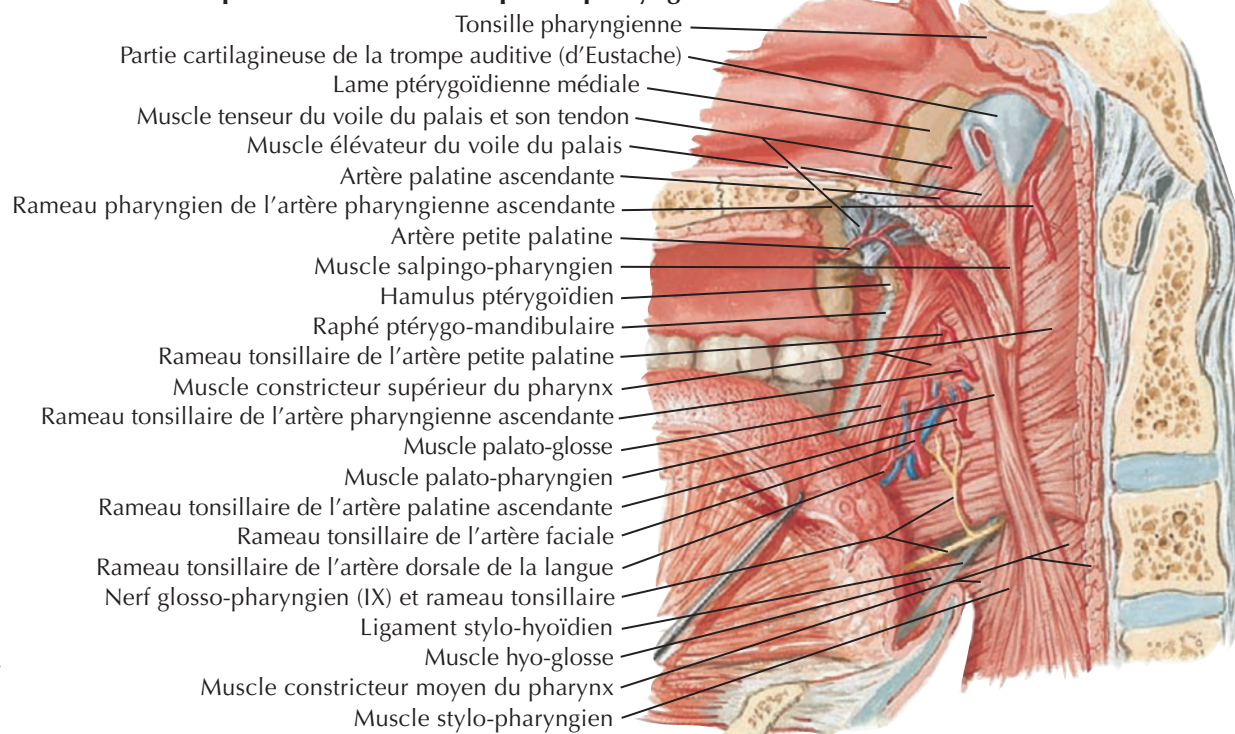 Tonsille pharyngienne
Partie cartilagineuse de la trompe auditive (d’Eustache)
Lame ptérygoïdienne médiale
Muscle tenseur du voile du palais et son tendon
Muscle élévateur du voile du palais
Artère palatine ascendante
Rameau pharyngien de l’artère pharyngienne ascendante
Artère petite palatine
Muscle salpingo-pharyngien
Hamulus ptérygoïdien
Raphé ptérygo-mandibulaire
Rameau tonsillaire de l’artère petite palatine
Muscle constricteur supérieur du pharynx
Rameau tonsillaire de l’artère pharyngienne ascendante
Muscle palato-glosse
Muscle palato-pharyngien
Rameau tonsillaire de l’artère palatine ascendante
Rameau tonsillaire de l’artère faciale
Rameau tonsillaire de l’artère dorsale de la langue
Nerf glosso-pharyngien (IX) et rameau tonsillaire
Ligament stylo-hyoïdien
Muscle hyo-glosse
Muscle constricteur moyen du pharynx
Muscle stylo-pharyngien